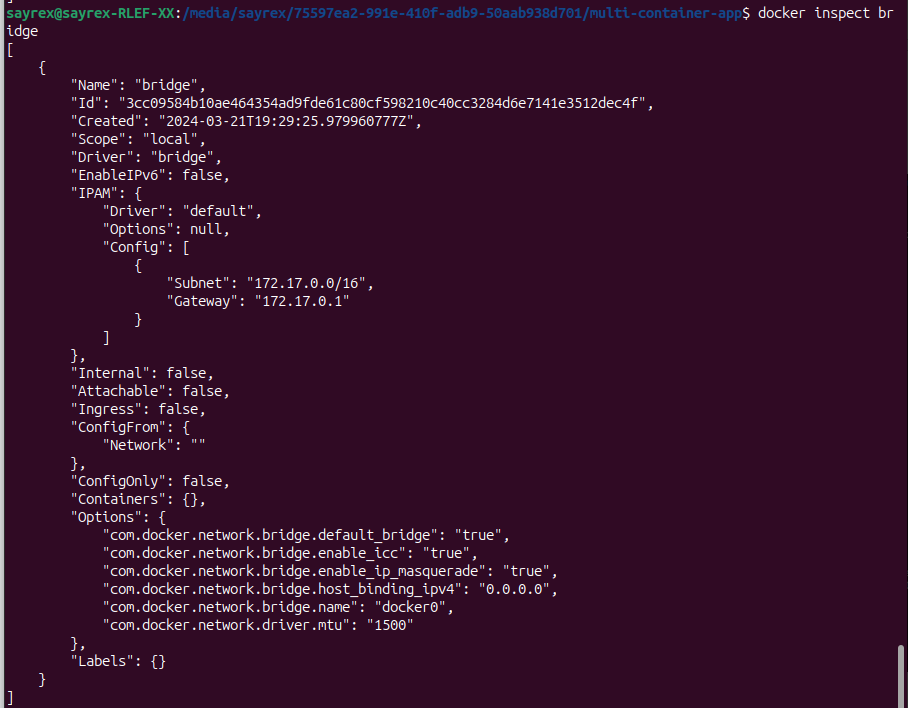 sayrex@sayrex-RLEF-XX:/media/sayrex/75597ea2-991e-410f-adb9-50aab938d701/multi-container-app$ docker inspect br
idge
[
    {
        "Name": "bridge",
        "Id": "3cc09584b10ae464354ad9fde61c80cf598210c40cc3284d6e7141e3512dec4f",
        "Created": "2024-03-21T19:29:25.979960777Z",
        "Scope": "local",
        "Driver": "bridge",
        "EnableIPv6": false,
        "IPAM": {
            "Driver": "default",
            "Options": null,
            "Config": [
                {
                    "Subnet": "172.17.0.0/16",
                    "Gateway": "172.17.0.1"
                }
            ]
        },
        "Internal": false,
        "Attachable": false,
        "Ingress": false,
        "ConfigFrom": {
            "Network": ""
        },
        "ConfigOnly": false,
        "Containers": {},
        "Options": {
            "com.docker.network.bridge.default_bridge": "true",
            "com.docker.network.bridge.enable_icc": "true",
            "com.docker.network.bridge.enable_ip_masquerade": "true",
            "com.docker.network.bridge.host_binding_ipv4": "0.0.0.0",
            "com.docker.network.bridge.name": "docker0",
            "com.docker.network.driver.mtu": "1500"
        },
        "Labels": {}
    }
]